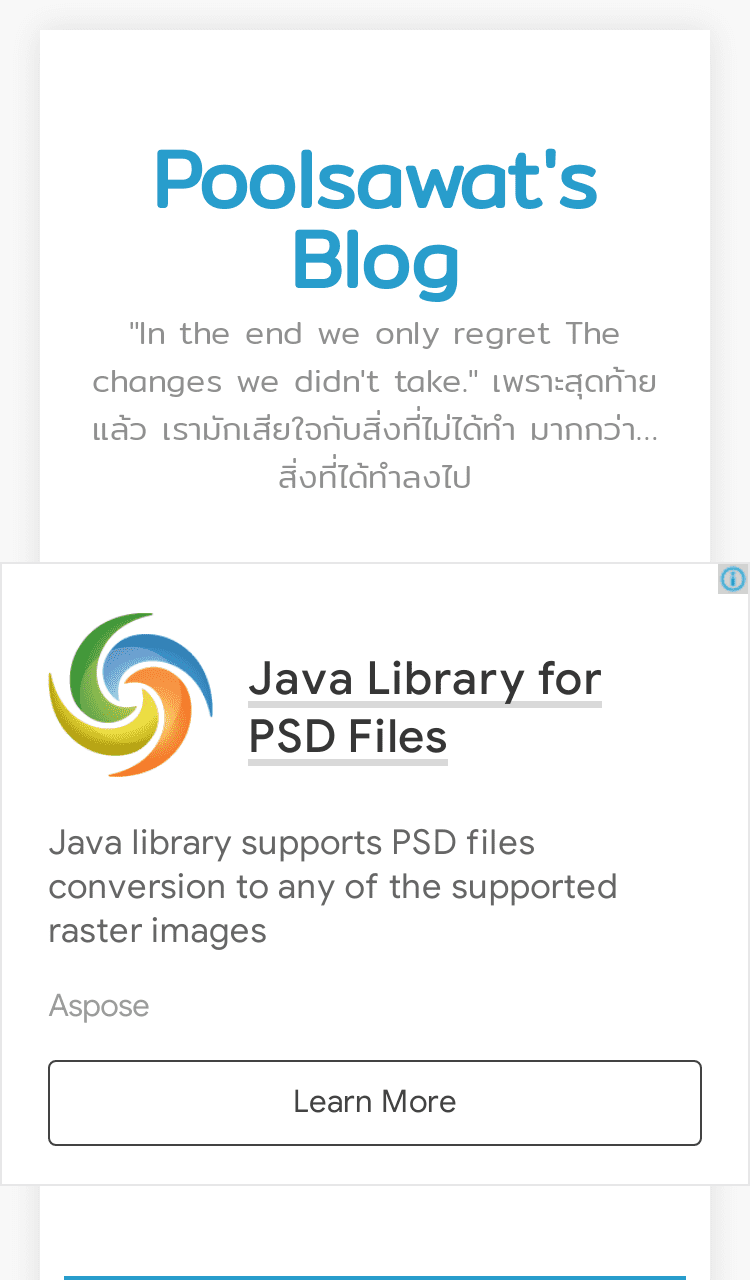 Poolsawat's
Blog
"In the end we only regret The
changes we didn't take." เพราะสุดท้าย
แล้ว เรามักเสียใจกับสิ่งที่ไม่ได้ทำ มากกว่า...
สิ่งที่ได้ทำลงไป
Java Library for
PSD Files
Java library supports PSD files
conversion to any of the supported
raster images
Aspose
Learn More